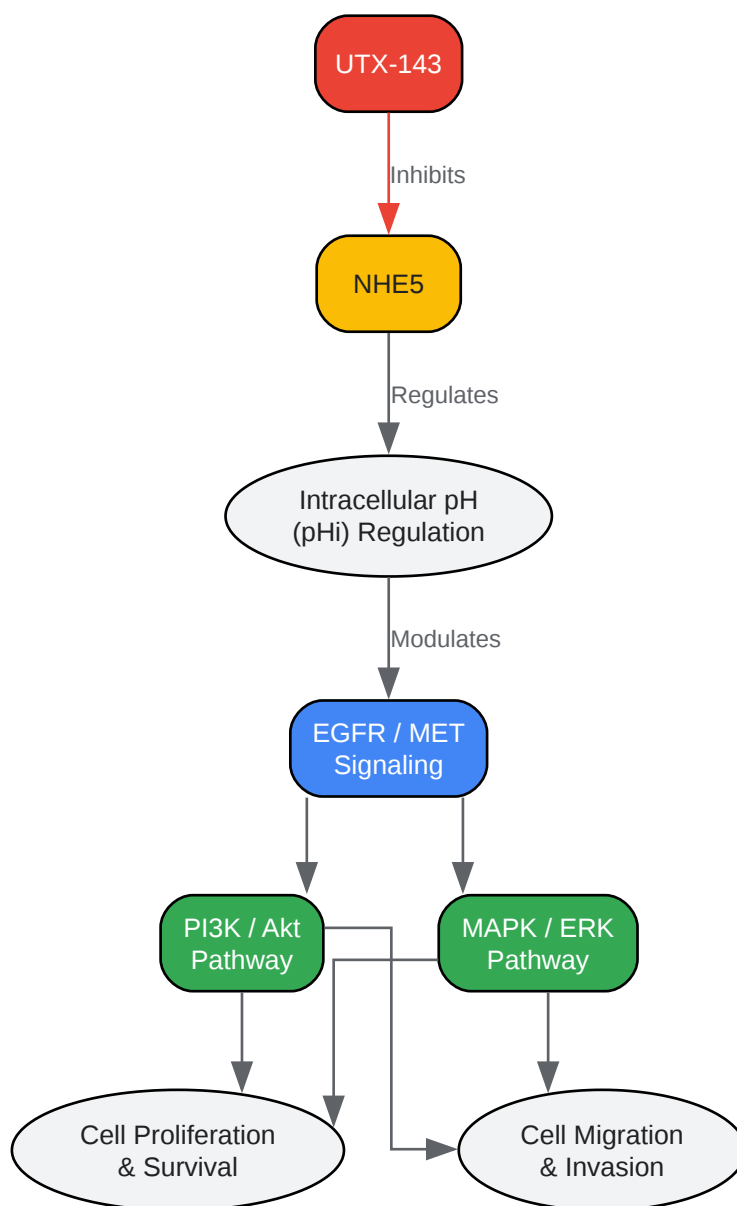 UTX-143
Inhibits
NHE5
Regulates
Intracellular pH
(pHi) Regulation
Modulates
EGFR / MET
Signaling
PI3K / Akt
Pathway
MAPK / ERK
Pathway
Cell Proliferation
& Survival
Cell Migration
& Invasion